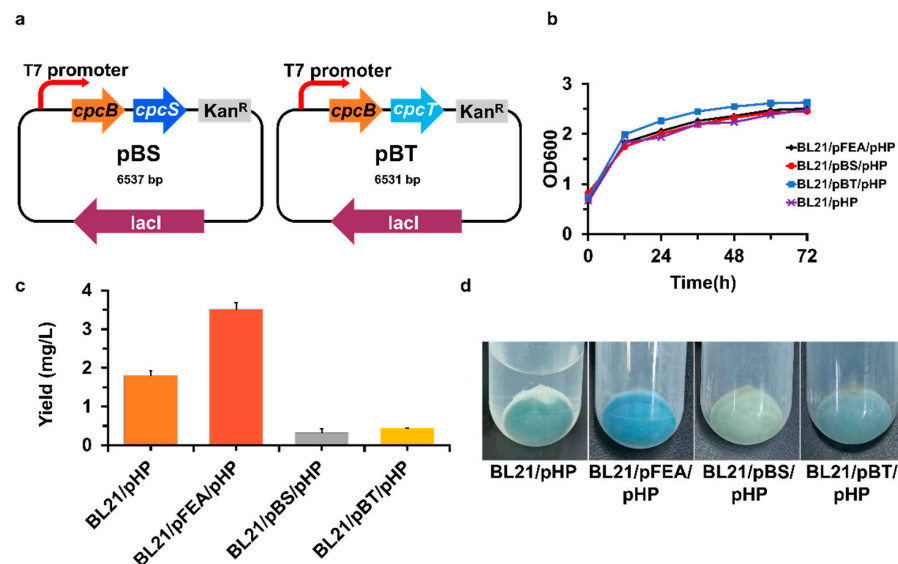 a
T7 promoter
cpcB
cpcS
KanR
pBS
6537 bp
lacI
T7 promoter
cpcB
cpcT
KanR
pBT
6531 bp
lacI
b
3
2
1
0
OD600
0
24
48
72
Time(h)
BL21/pFEA/pHP
BL21/pBS/pHP
BL21/pBT/pHP
BL21/pHP
c
4
3
2
1
0
Yield (mg/L)
BL21/pHP
BL21/pFEA/pHP
BL21/pBS/pHP
BL21/pBT/pHP
d
BL21/pHP
BL21/pFEA/
pHP
BL21/pBS/
pHP
BL21/pBT/
pHP